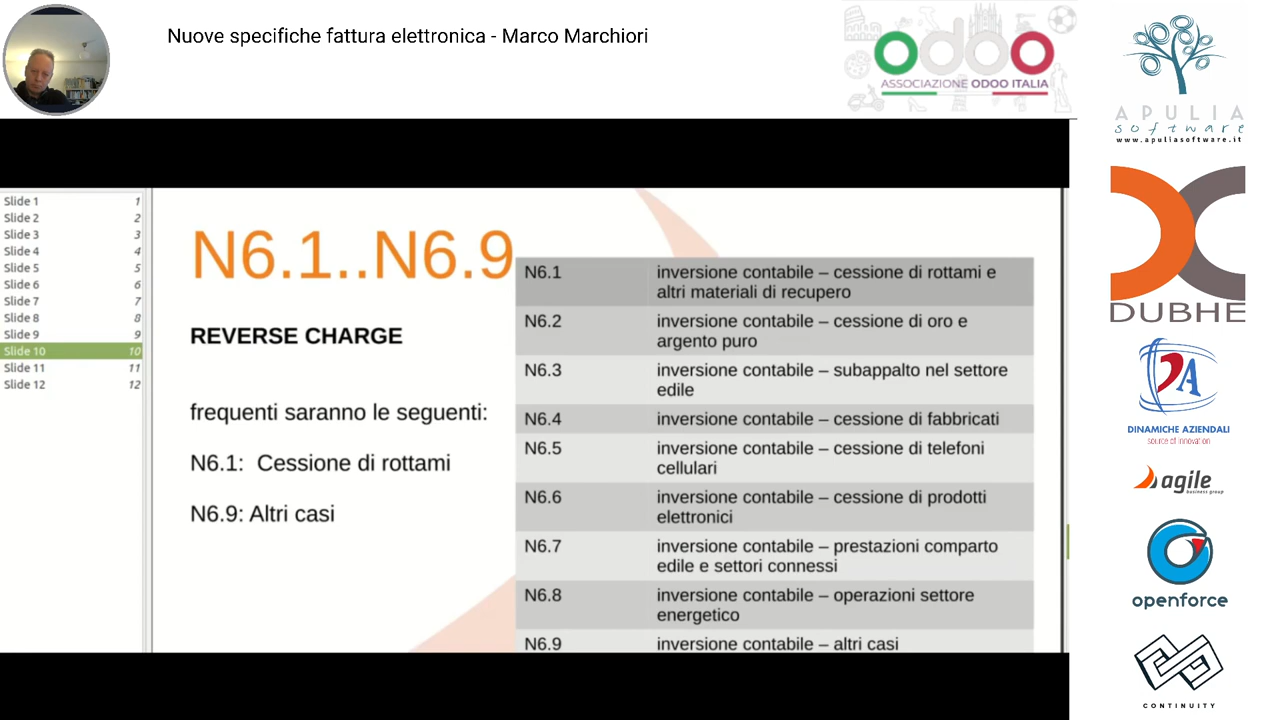 Nuove specifiche fattura elettronica - Marco Marchiori
odoo
ASSOCIAZIONE ODOO ITALIA
APULIA
software
www.apuliasoftware.it
DUBHE
DA
DINAMICHE AZIENDALI
source of innovation
agile
business group
openforce
CONTINUITY
Slide 1 1
Slide 2 2
Slide 3 3
Slide 4 4
Slide 5 5
Slide 6 6
Slide 7 7
Slide 8 8
Slide 9 9
Slide 10 10
Slide 11 11
Slide 12 12
N6.1..N6.9
REVERSE CHARGE
frequenti saranno le seguenti:
N6.1: Cessione di rottami
N6.9: Altri casi
N6.1 inversione contabile – cessione di rottami e
altri materiali di recupero
N6.2 inversione contabile – cessione di oro e
argento puro
N6.3 inversione contabile – subappalto nel settore
edile
N6.4 inversione contabile – cessione di fabbricati
N6.5 inversione contabile – cessione di telefoni
cellulari
N6.6 inversione contabile – cessione di prodotti
elettronici
N6.7 inversione contabile – prestazioni comparto
edile e settori connessi
N6.8 inversione contabile – operazioni settore
energetico
N6.9 inversione contabile – altri casi